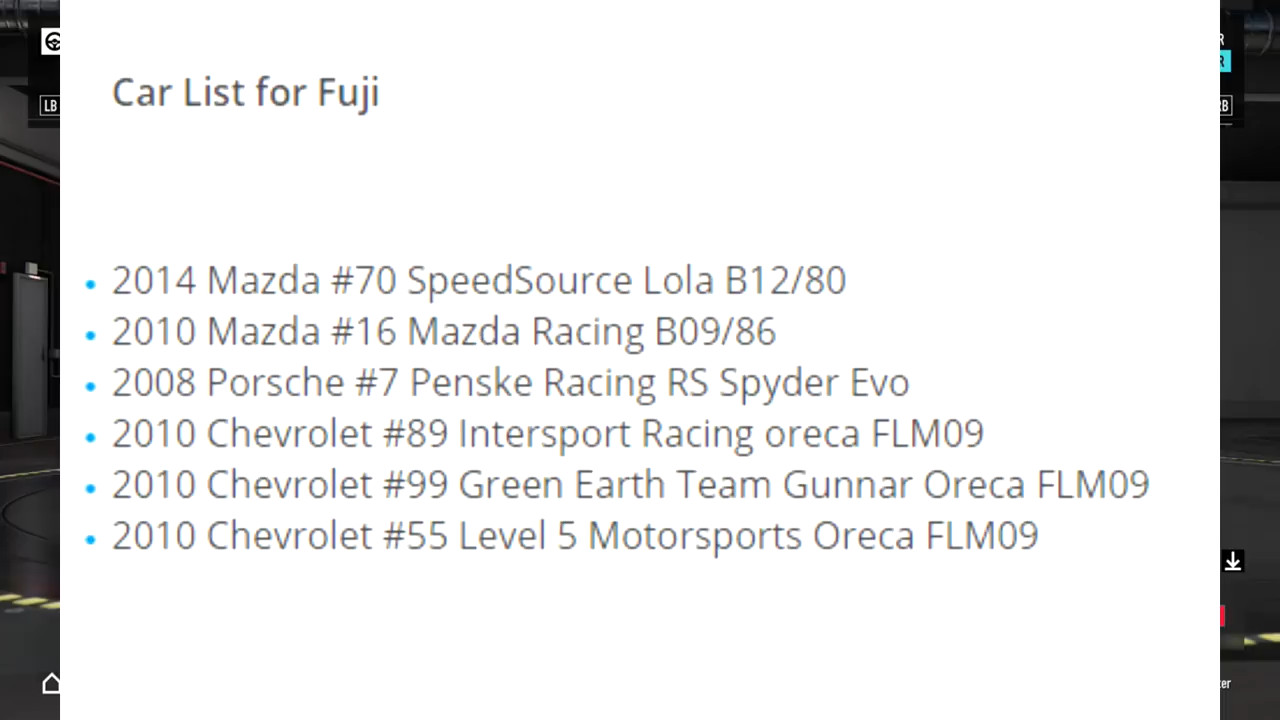 LB
Car List for Fuji
2014 Mazda #70 SpeedSource Lola B12/80
2010 Mazda #16 Mazda Racing B09/86
2008 Porsche #7 Penske Racing RS Spyder Evo
2010 Chevrolet #89 Intersport Racing oreca FLM09
2010 Chevrolet #99 Green Earth Team Gunnar Oreca FLM09
2010 Chevrolet #55 Level 5 Motorsports Oreca FLM09